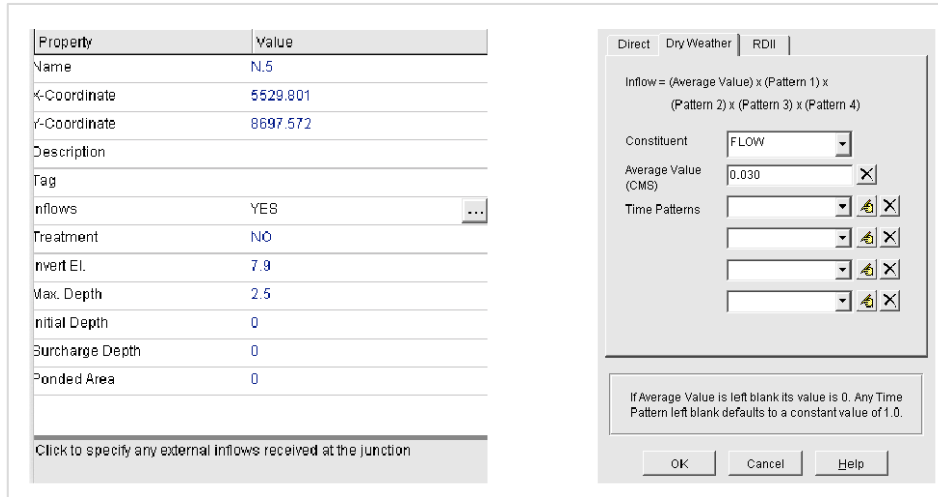 Property Value
Name N.5
X-Coordinate 5529.801
Y-Coordinate 8697.572
Description
Tag
Inflows YES ...
Treatment NO
Invert El. 7.9
Max. Depth 2.5
Initial Depth 0
Surcharge Depth 0
Ponded Area 0
Click to specify any external inflows received at the junction
Direct Dry Weather RDII
Inflow = (Average Value) x (Pattern 1) x
(Pattern 2) x (Pattern 3) x (Pattern 4)
Constituent FLOW
Average Value
(CMS) 0.030
Time Patterns
If Average Value is left blank its value is 0. Any Time
Pattern left blank defaults to a constant value of 1.0.
OK Cancel Help